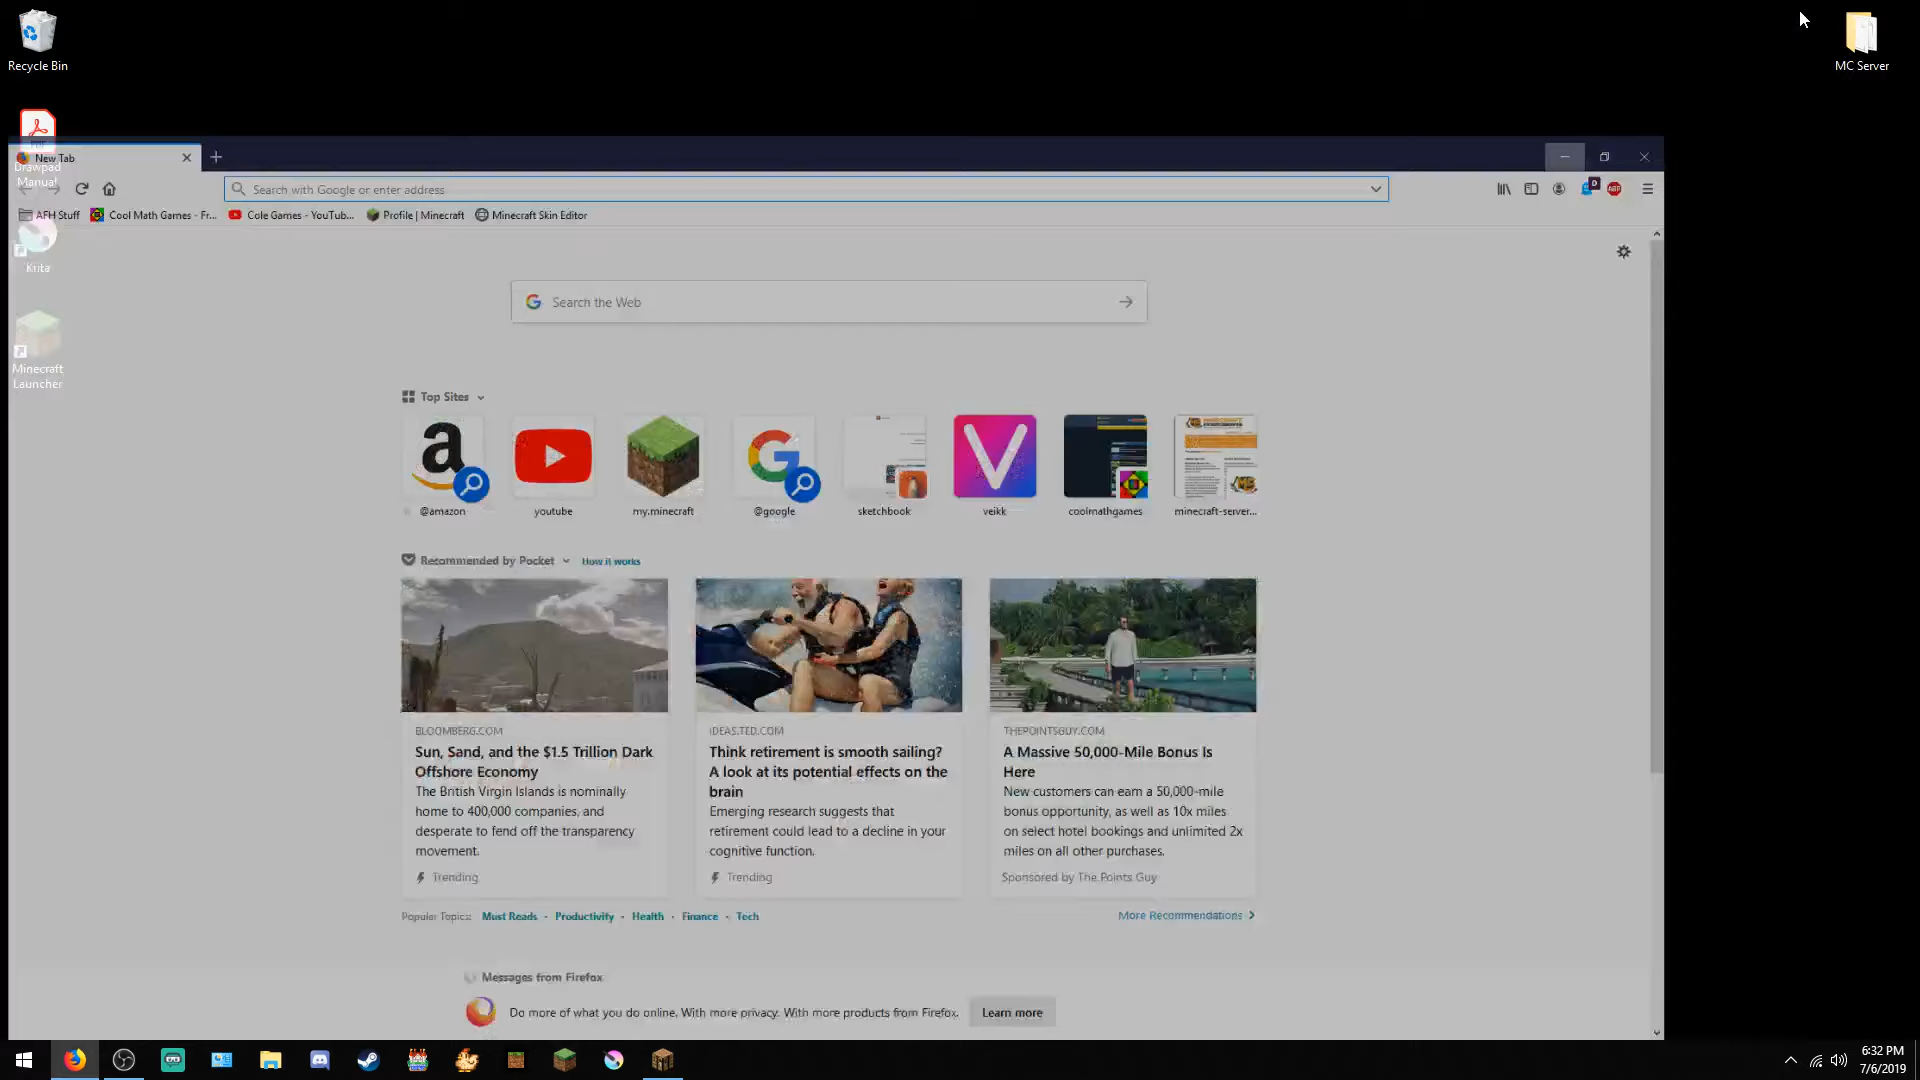 Recycle Bin
MC Server
New Tab
Drawpad
Manual
Search with Google or enter address
AFH Stuff
Cool Math Games - Fr...
Cole Games - YouTub...
Profile | Minecraft
Minecraft Skin Editor
Krita
Search the Web
Minecraft
Launcher
Top Sites
@amazon
youtube
my.minecraft
@google
sketchbook
veikk
coolmathgames
minecraft-server...
Recommended by Pocket
How it works
BLOOMBERG.COM
Sun, Sand, and the $1.5 Trillion Dark
Offshore Economy
The British Virgin Islands is nominally
home to 400,000 companies, and
desperate to fend off the transparency
movement.
Trending
IDEAS.TED.COM
Think retirement is smooth sailing?
A look at its potential effects on the
brain
Emerging research suggests that
retirement could lead to a decline in your
cognitive function.
Trending
THEPOINTSGUY.COM
A Massive 50,000-Mile Bonus Is
Here
New customers can earn a 50,000-mile
bonus opportunity, as well as 10x miles
on select hotel bookings and unlimited 2x
miles on all other purchases.
Sponsored by The Points Guy
Popular Topics: Must Reads · Productivity · Health · Finance · Tech
More Recommendations
Messages from Firefox
Do more of what you do online. With more privacy. With more products from Firefox.
Learn more
6:32 PM
7/6/2019